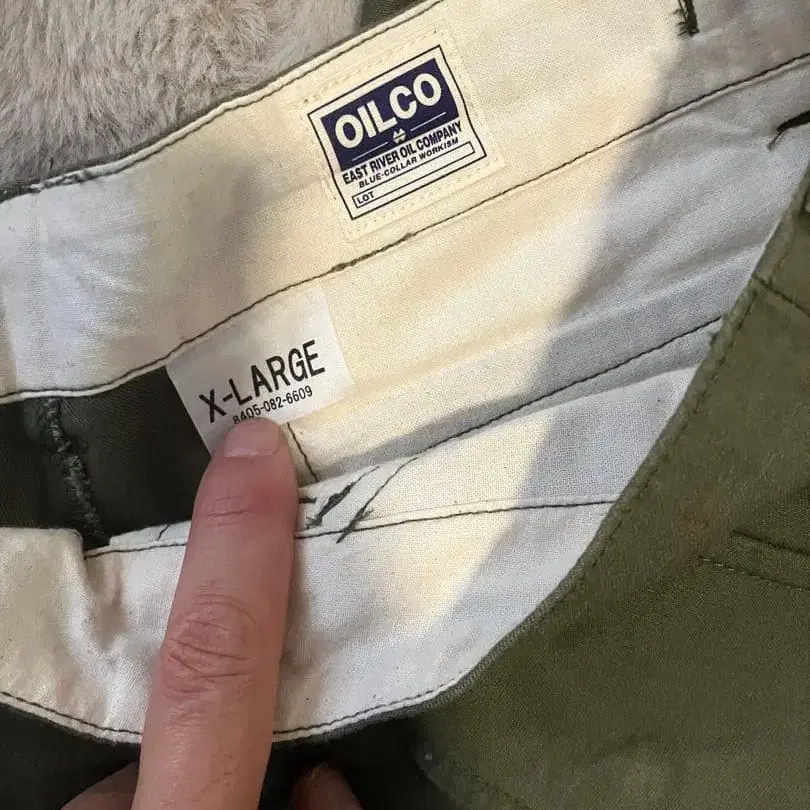 OILCO
EAST RIVER OIL COMPANY
BLUE-COLLAR WORKISM
LOT
X-LARGE
8405-082-6609